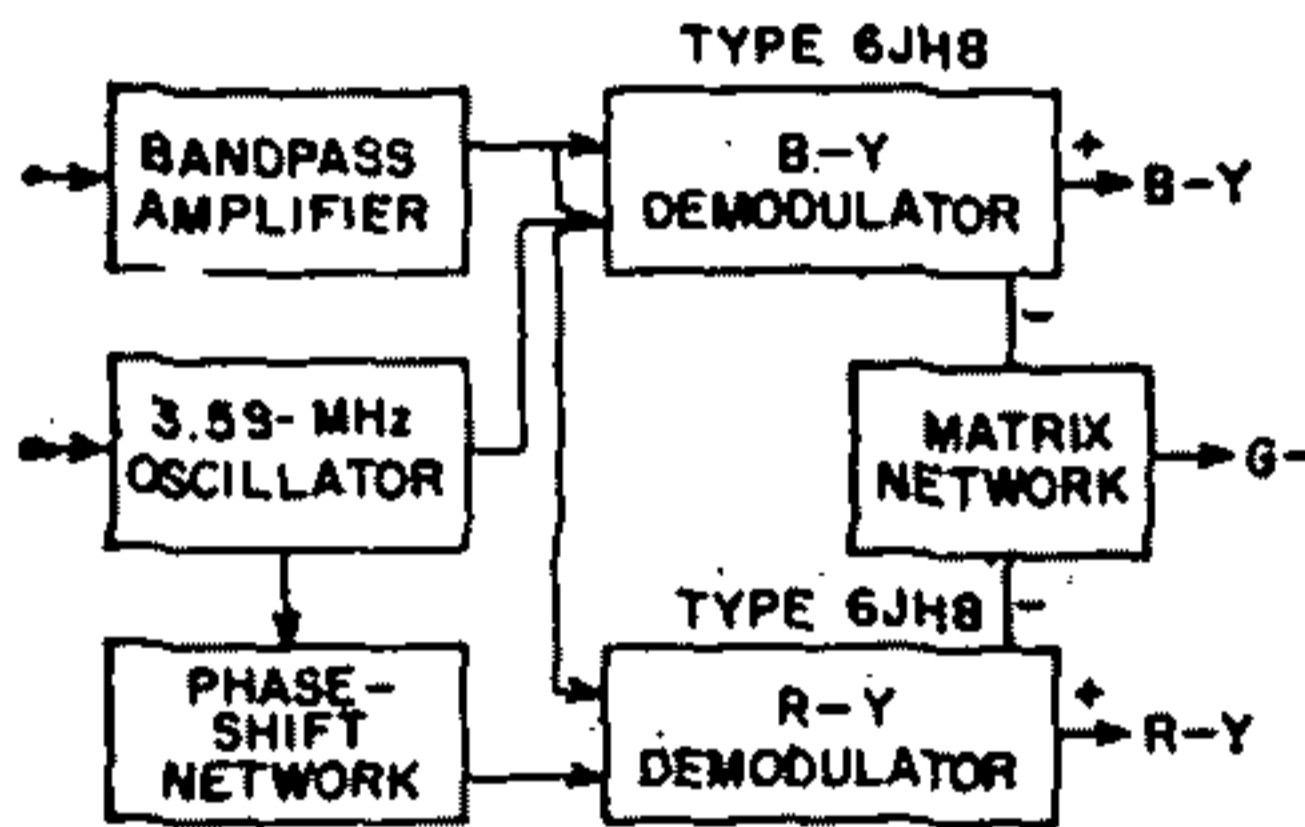 TYPE 6JH8
BANDPASS
AMPLIFIER
B-Y
DEMODULATOR
+
B-Y
-
3.59-MHz
OSCILLATOR
MATRIX
NETWORK
G-
TYPE 6JH8
-
PHASE-
SHIFT
NETWORK
R-Y
DEMODULATOR
+
R-Y